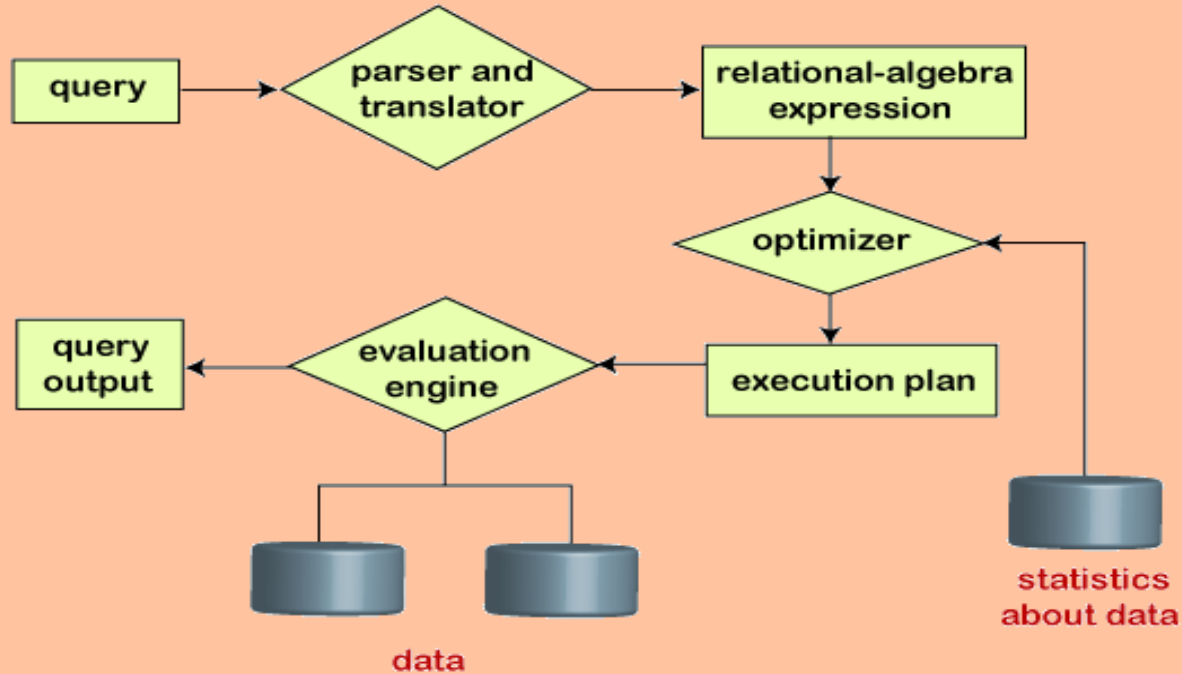 query
parser and
translator
relational-algebra
expression
optimizer
query
output
evaluation
engine
execution plan
statistics
about data
data